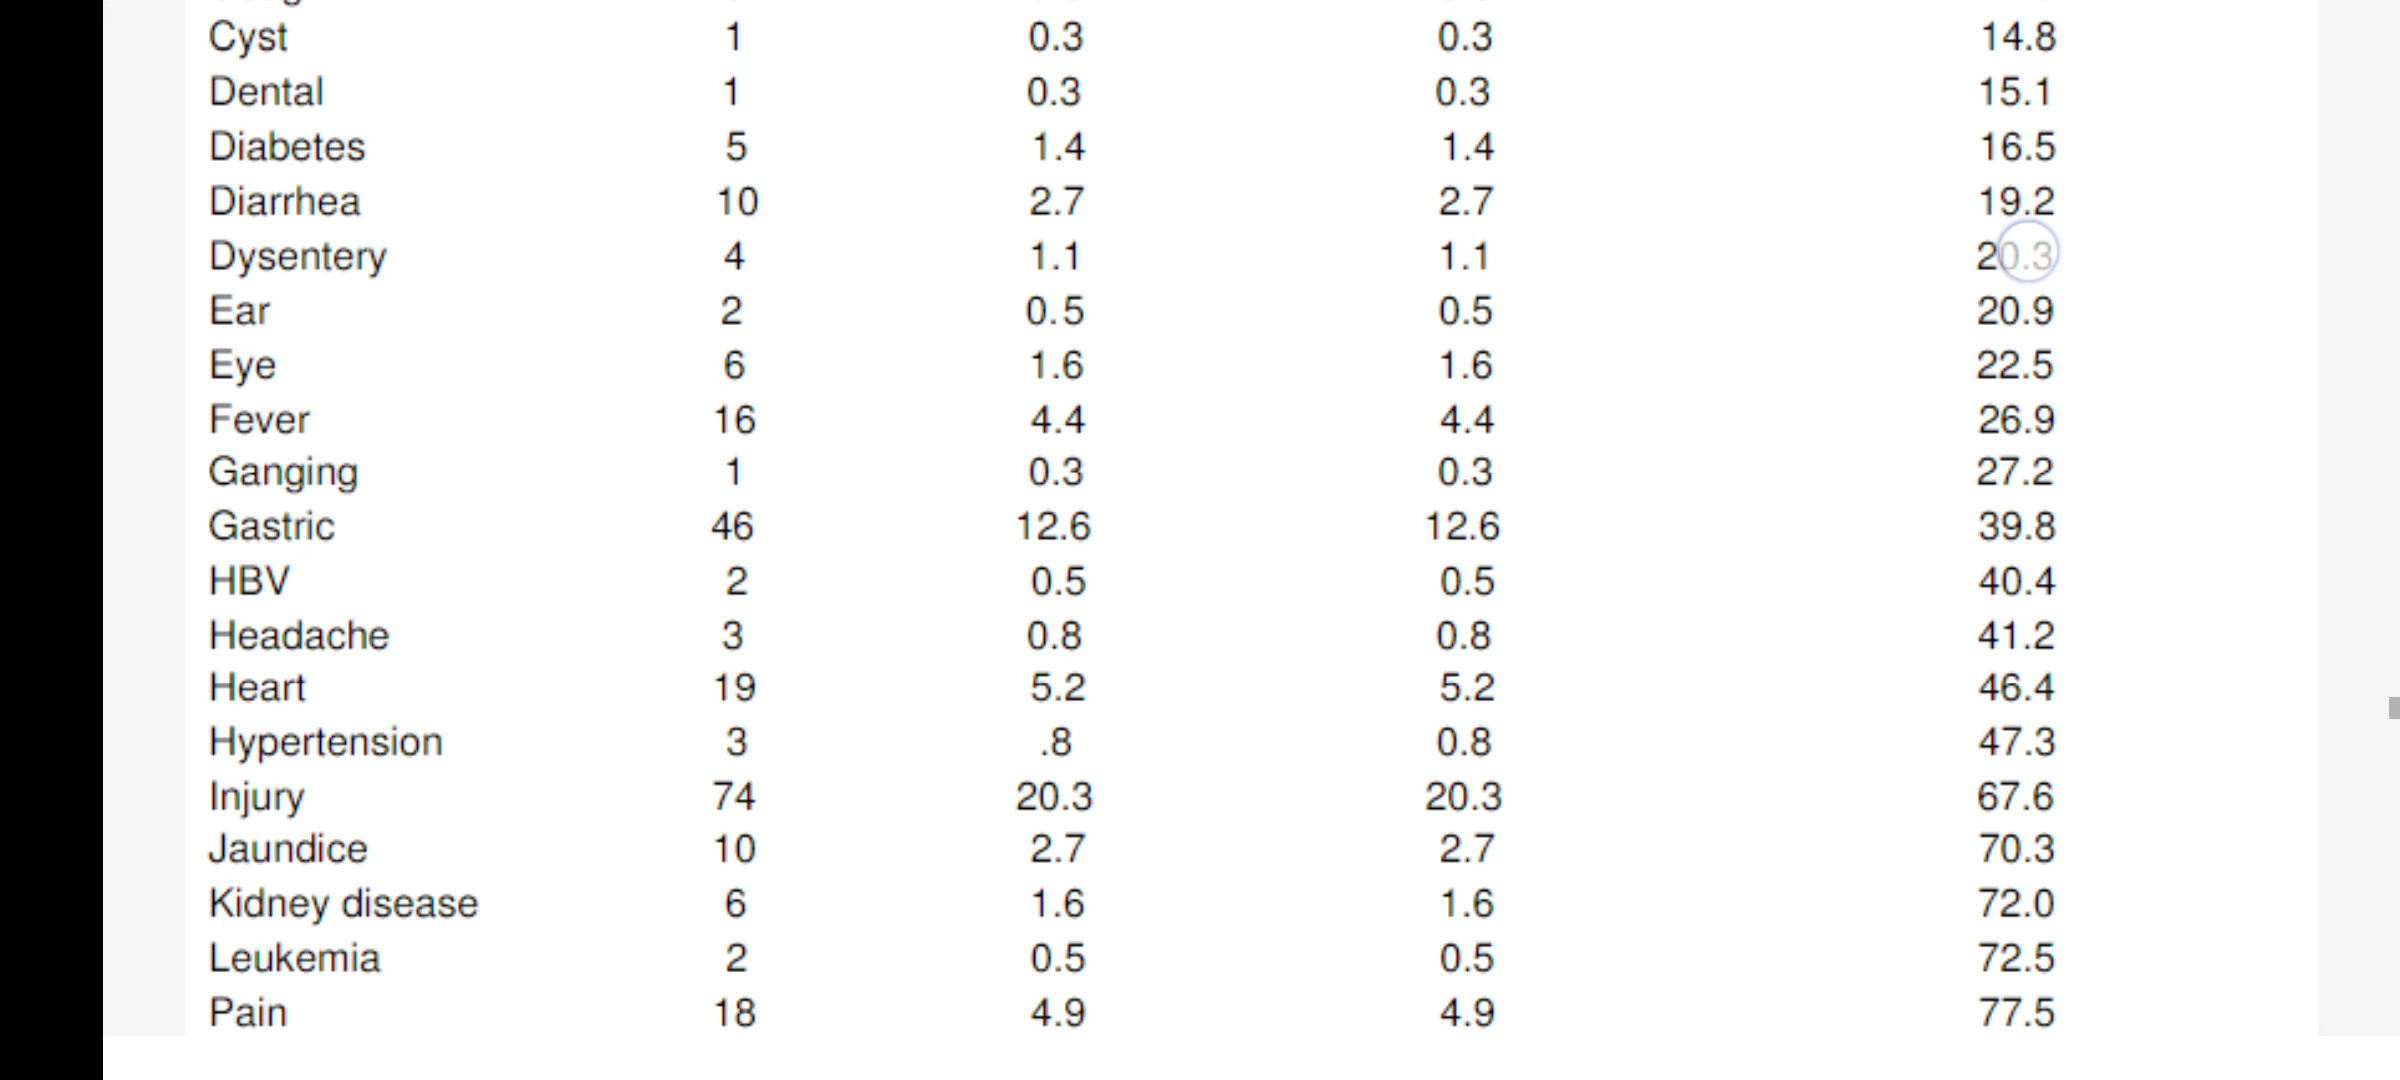 Cyst 1 0.3 0.3 14.8
Dental 1 0.3 0.3 15.1
Diabetes 5 1.4 1.4 16.5
Diarrhea 10 2.7 2.7 19.2
Dysentery 4 1.1 1.1 20.3
Ear 2 0.5 0.5 20.9
Eye 6 1.6 1.6 22.5
Fever 16 4.4 4.4 26.9
Ganging 1 0.3 0.3 27.2
Gastric 46 12.6 12.6 39.8
HBV 2 0.5 0.5 40.4
Headache 3 0.8 0.8 41.2
Heart 19 5.2 5.2 46.4
Hypertension 3 .8 0.8 47.3
Injury 74 20.3 20.3 67.6
Jaundice 10 2.7 2.7 70.3
Kidney disease 6 1.6 1.6 72.0
Leukemia 2 0.5 0.5 72.5
Pain 18 4.9 4.9 77.5